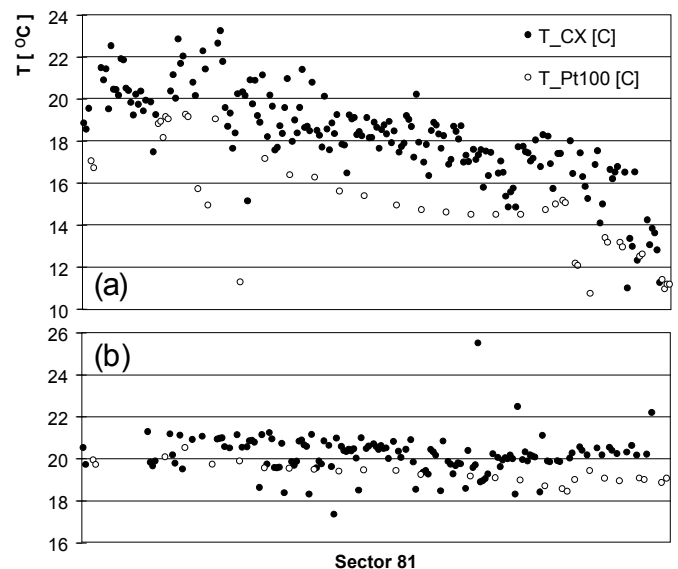 T [ °C]
24
22
20
18
16
14
12
10
● T_CX [C]
○ T_Pt100 [C]
(a)
26
24
22
20
18
16
(b)
Sector 81